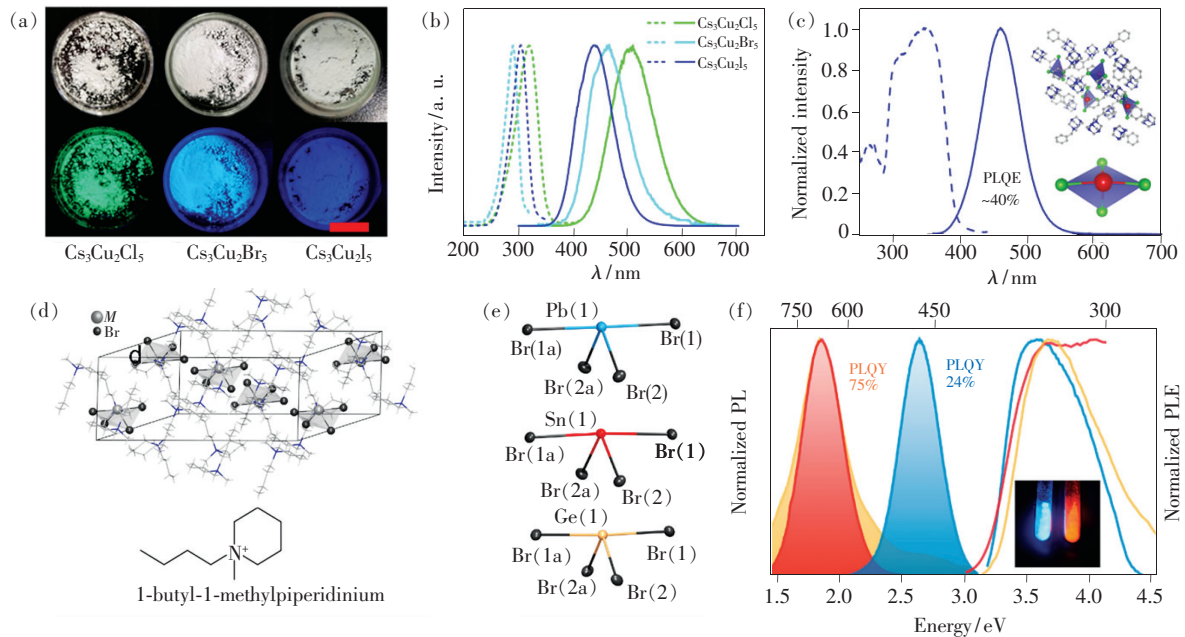 (a)
Cs₃Cu₂Cl₅ Cs₃Cu₂Br₅ Cs₃Cu₂I₅
(b)
Intensity/a. u.
Cs₃Cu₂Cl₅
Cs₃Cu₂Br₅
Cs₃Cu₂I₅
200 300 400 500 600 700
λ/nm
(c)
Normalized intensity
1.0
0.8
0.6
0.4
0.2
0
PLQE
~40%
300 400 500 600 700
λ/nm
(d)
M
Br
d
N⁺
1-butyl-1-methylpiperidinium
(e)
Pb(1)
Br(1a) Br(1)
Br(2a) Br(2)
Sn(1)
Br(1a) Br(1)
Br(2a) Br(2)
Ge(1)
Br(1a) Br(1)
Br(2a) Br(2)
(f)
750 600 450 300
Normalized PL
PLQY
75%
PLQY
24%
Normalized PLE
1.5 2.0 2.5 3.0 3.5 4.0 4.5
Energy/eV